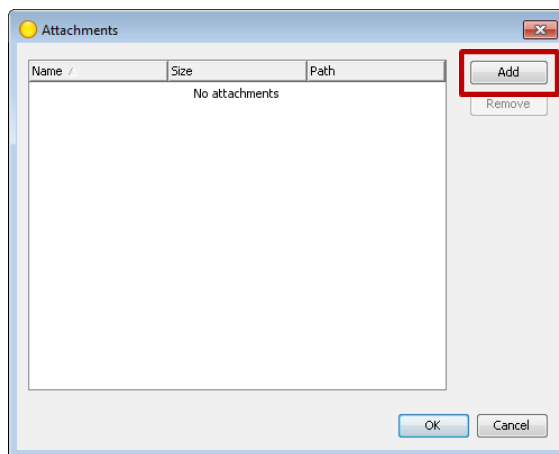 Attachments
Name Size Path
No attachments
Add
Remove
OK Cancel